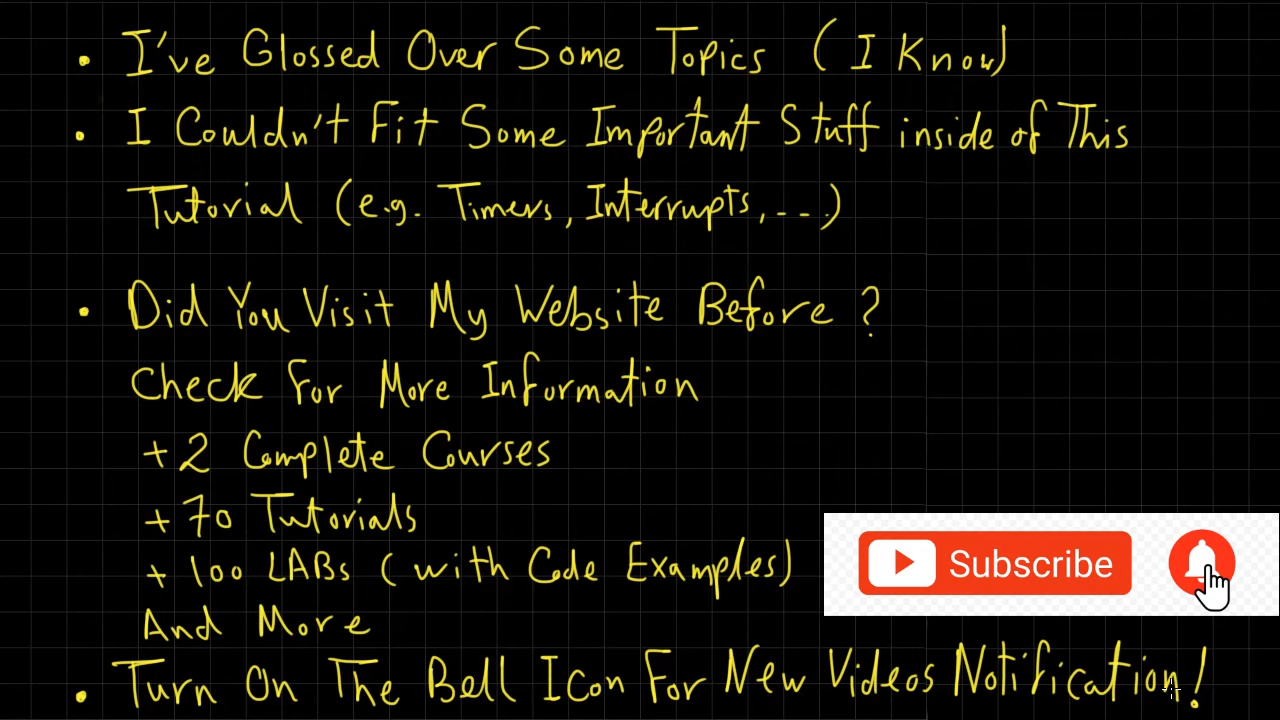 • I've Glossed Over Some Topics (I Know)
• I Couldn't Fit Some Important Stuff inside of This
Tutorial (e.g. Timers, Interrupts, ...)
• Did You Visit My Website Before?
Check For More Information
+ 2 Complete Courses
+ 70 Tutorials
+ 100 LABs (with Code Examples)
And More
Subscribe
• Turn On The Bell Icon For New Videos Notification!